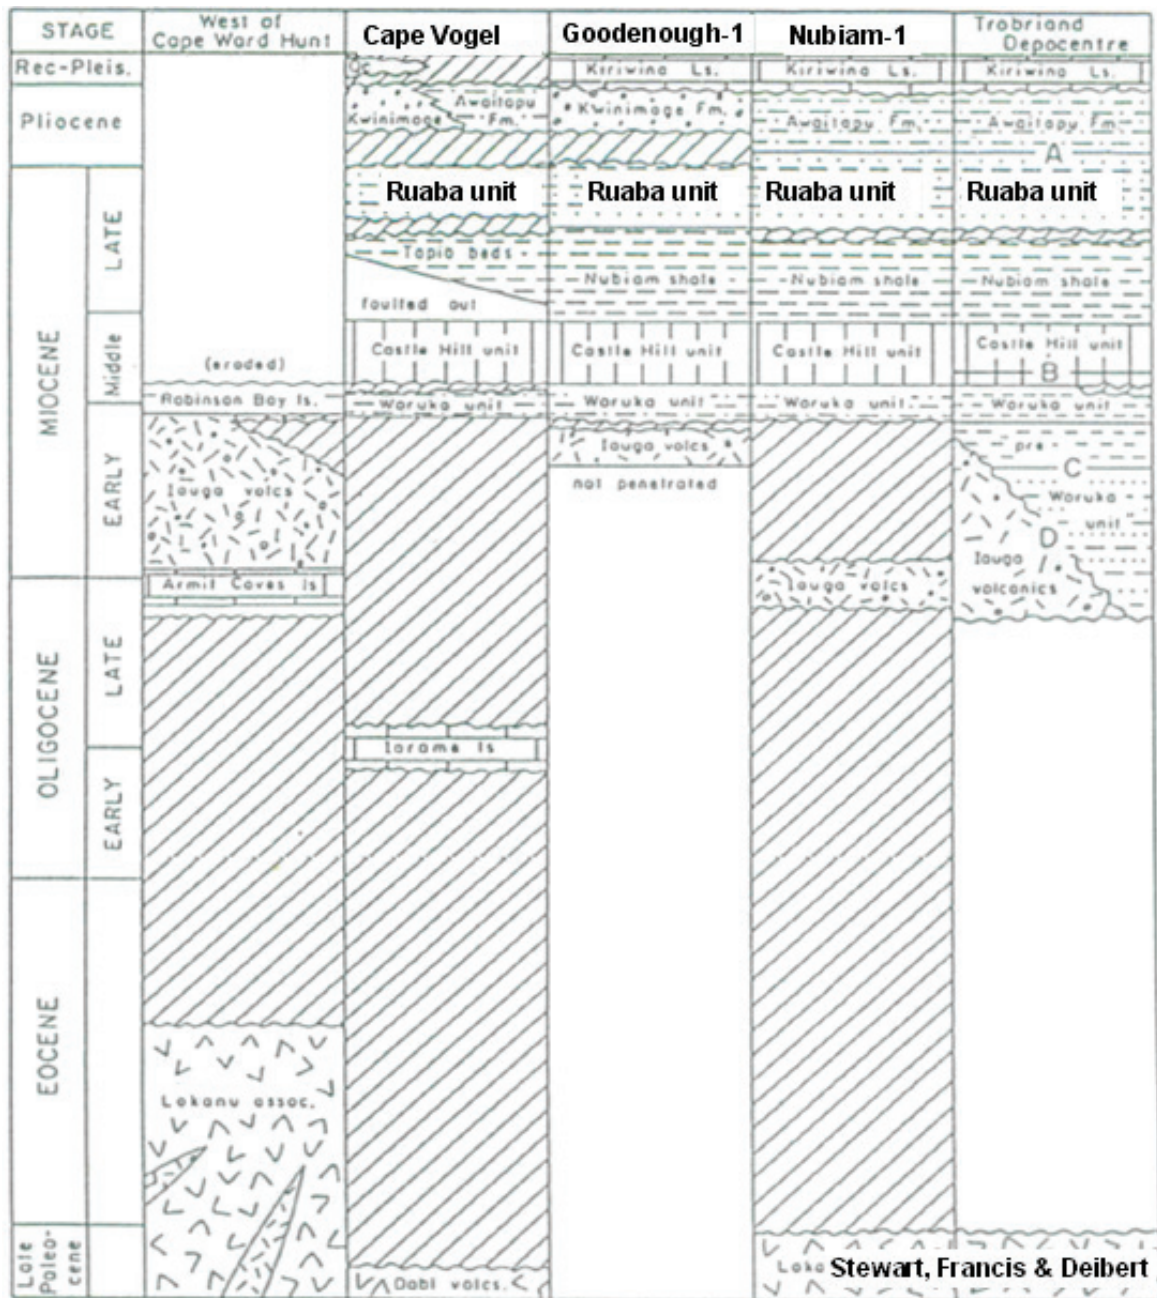 STAGE
West of
Cape Ward Hunt
Cape Vogel
Goodenough-1
Nubiam-1
Trobriand
Depocentre
Rec-Pleis.
Kiriwina Ls.
Kiriwina Ls.
Kiriwina Ls.
Pliocene
Awaitapu
Kwinimage Fm.
Kwinimage Fm.
Awaitapu Fm.
Awaitapu Fm.
A
MIOCENE
LATE
Ruaba unit
Ruaba unit
Ruaba unit
Ruaba unit
Tapio beds
Nubiam shale
Nubiam shale
Nubiam shale
faulted out
Middle
(eroded)
Castle Hill unit
Castle Hill unit
Castle Hill unit
Castle Hill unit
B
Robinson Bay ls.
Woruka unit
Woruka unit
Woruka unit
Woruka unit
EARLY
Iauga volcs
Iauga volcs
not penetrated
pre
C
Woruka
unit
D
Iauga
volcanics
OLIGOCENE
LATE
Armit Caves ls
Iauga volcs
Iarame ls
EARLY
EOCENE
Lokanu assoc.
Late
Paleo-
cene
Dabi volcs.
Stewart, Francis & Deibert